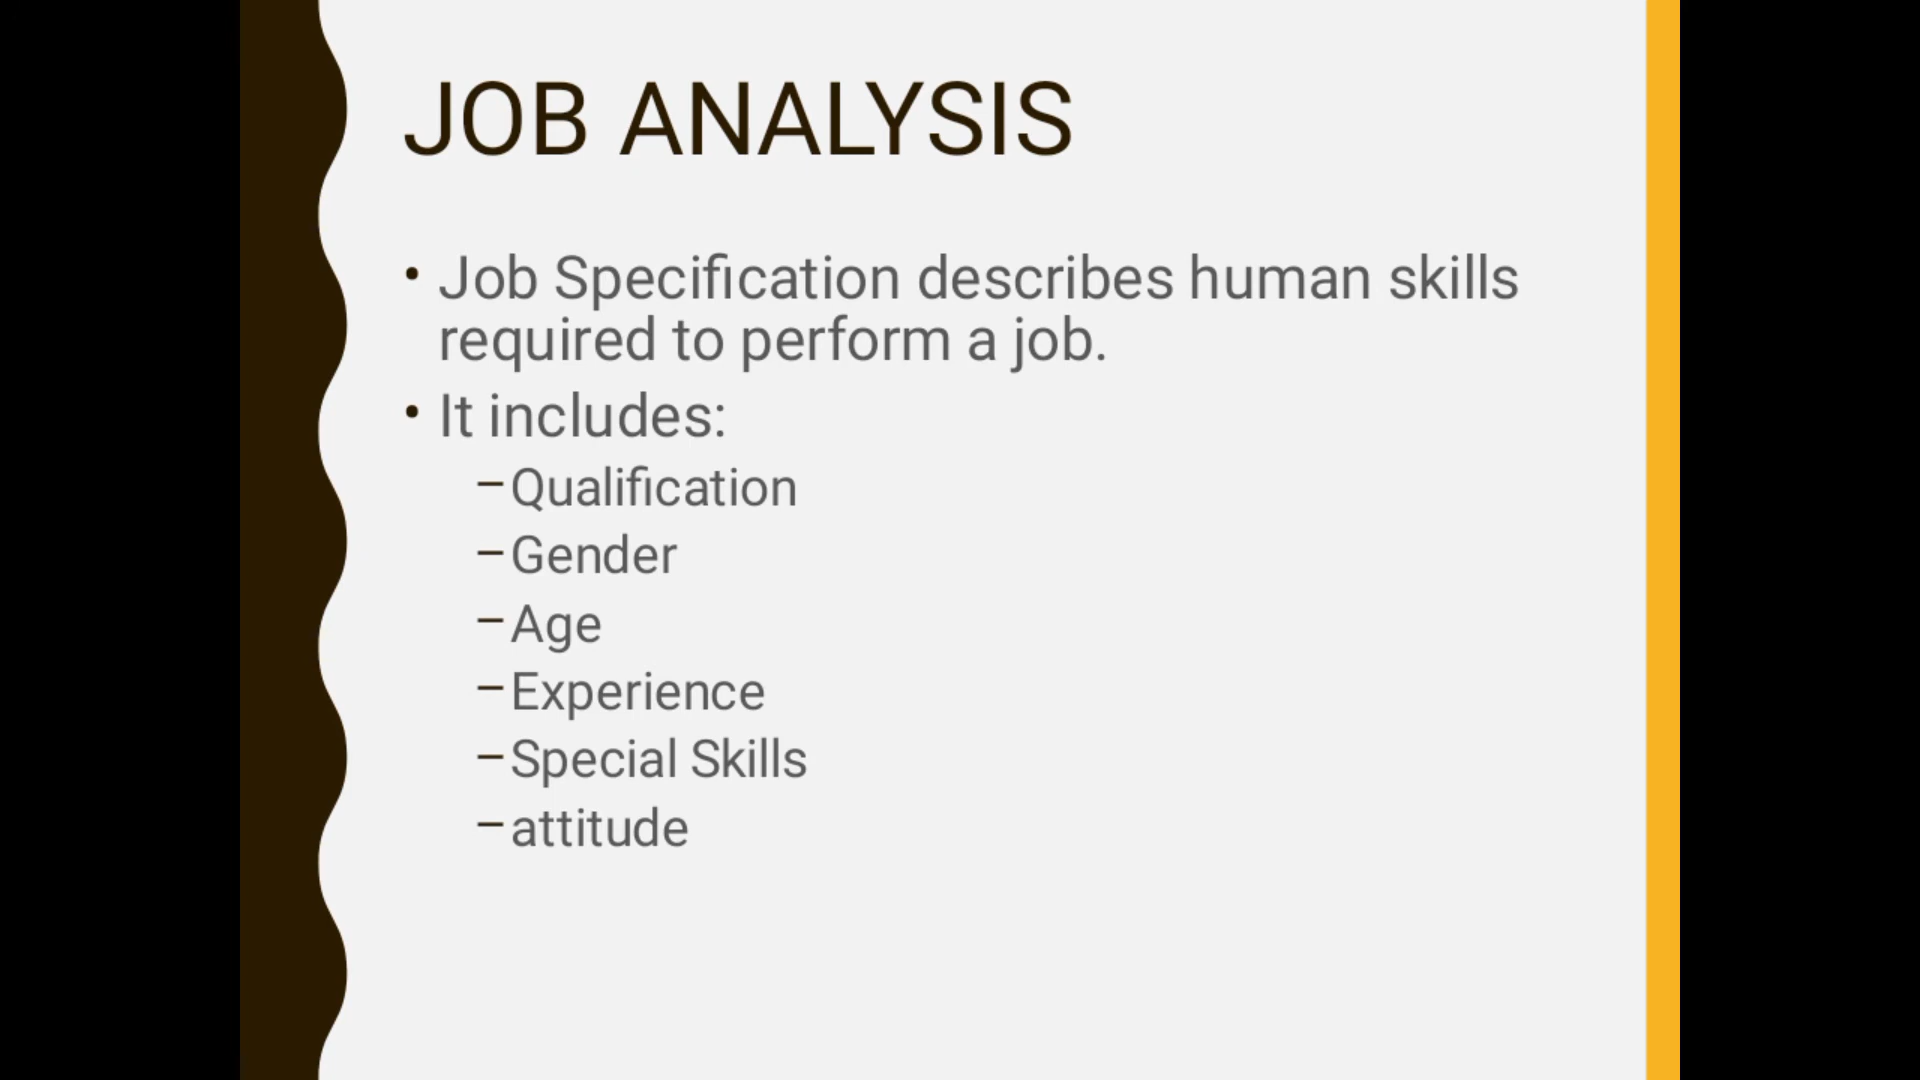 JOB ANALYSIS
• Job Specification describes human skills
required to perform a job.
• It includes:
–Qualification
–Gender
–Age
–Experience
–Special Skills
–attitude